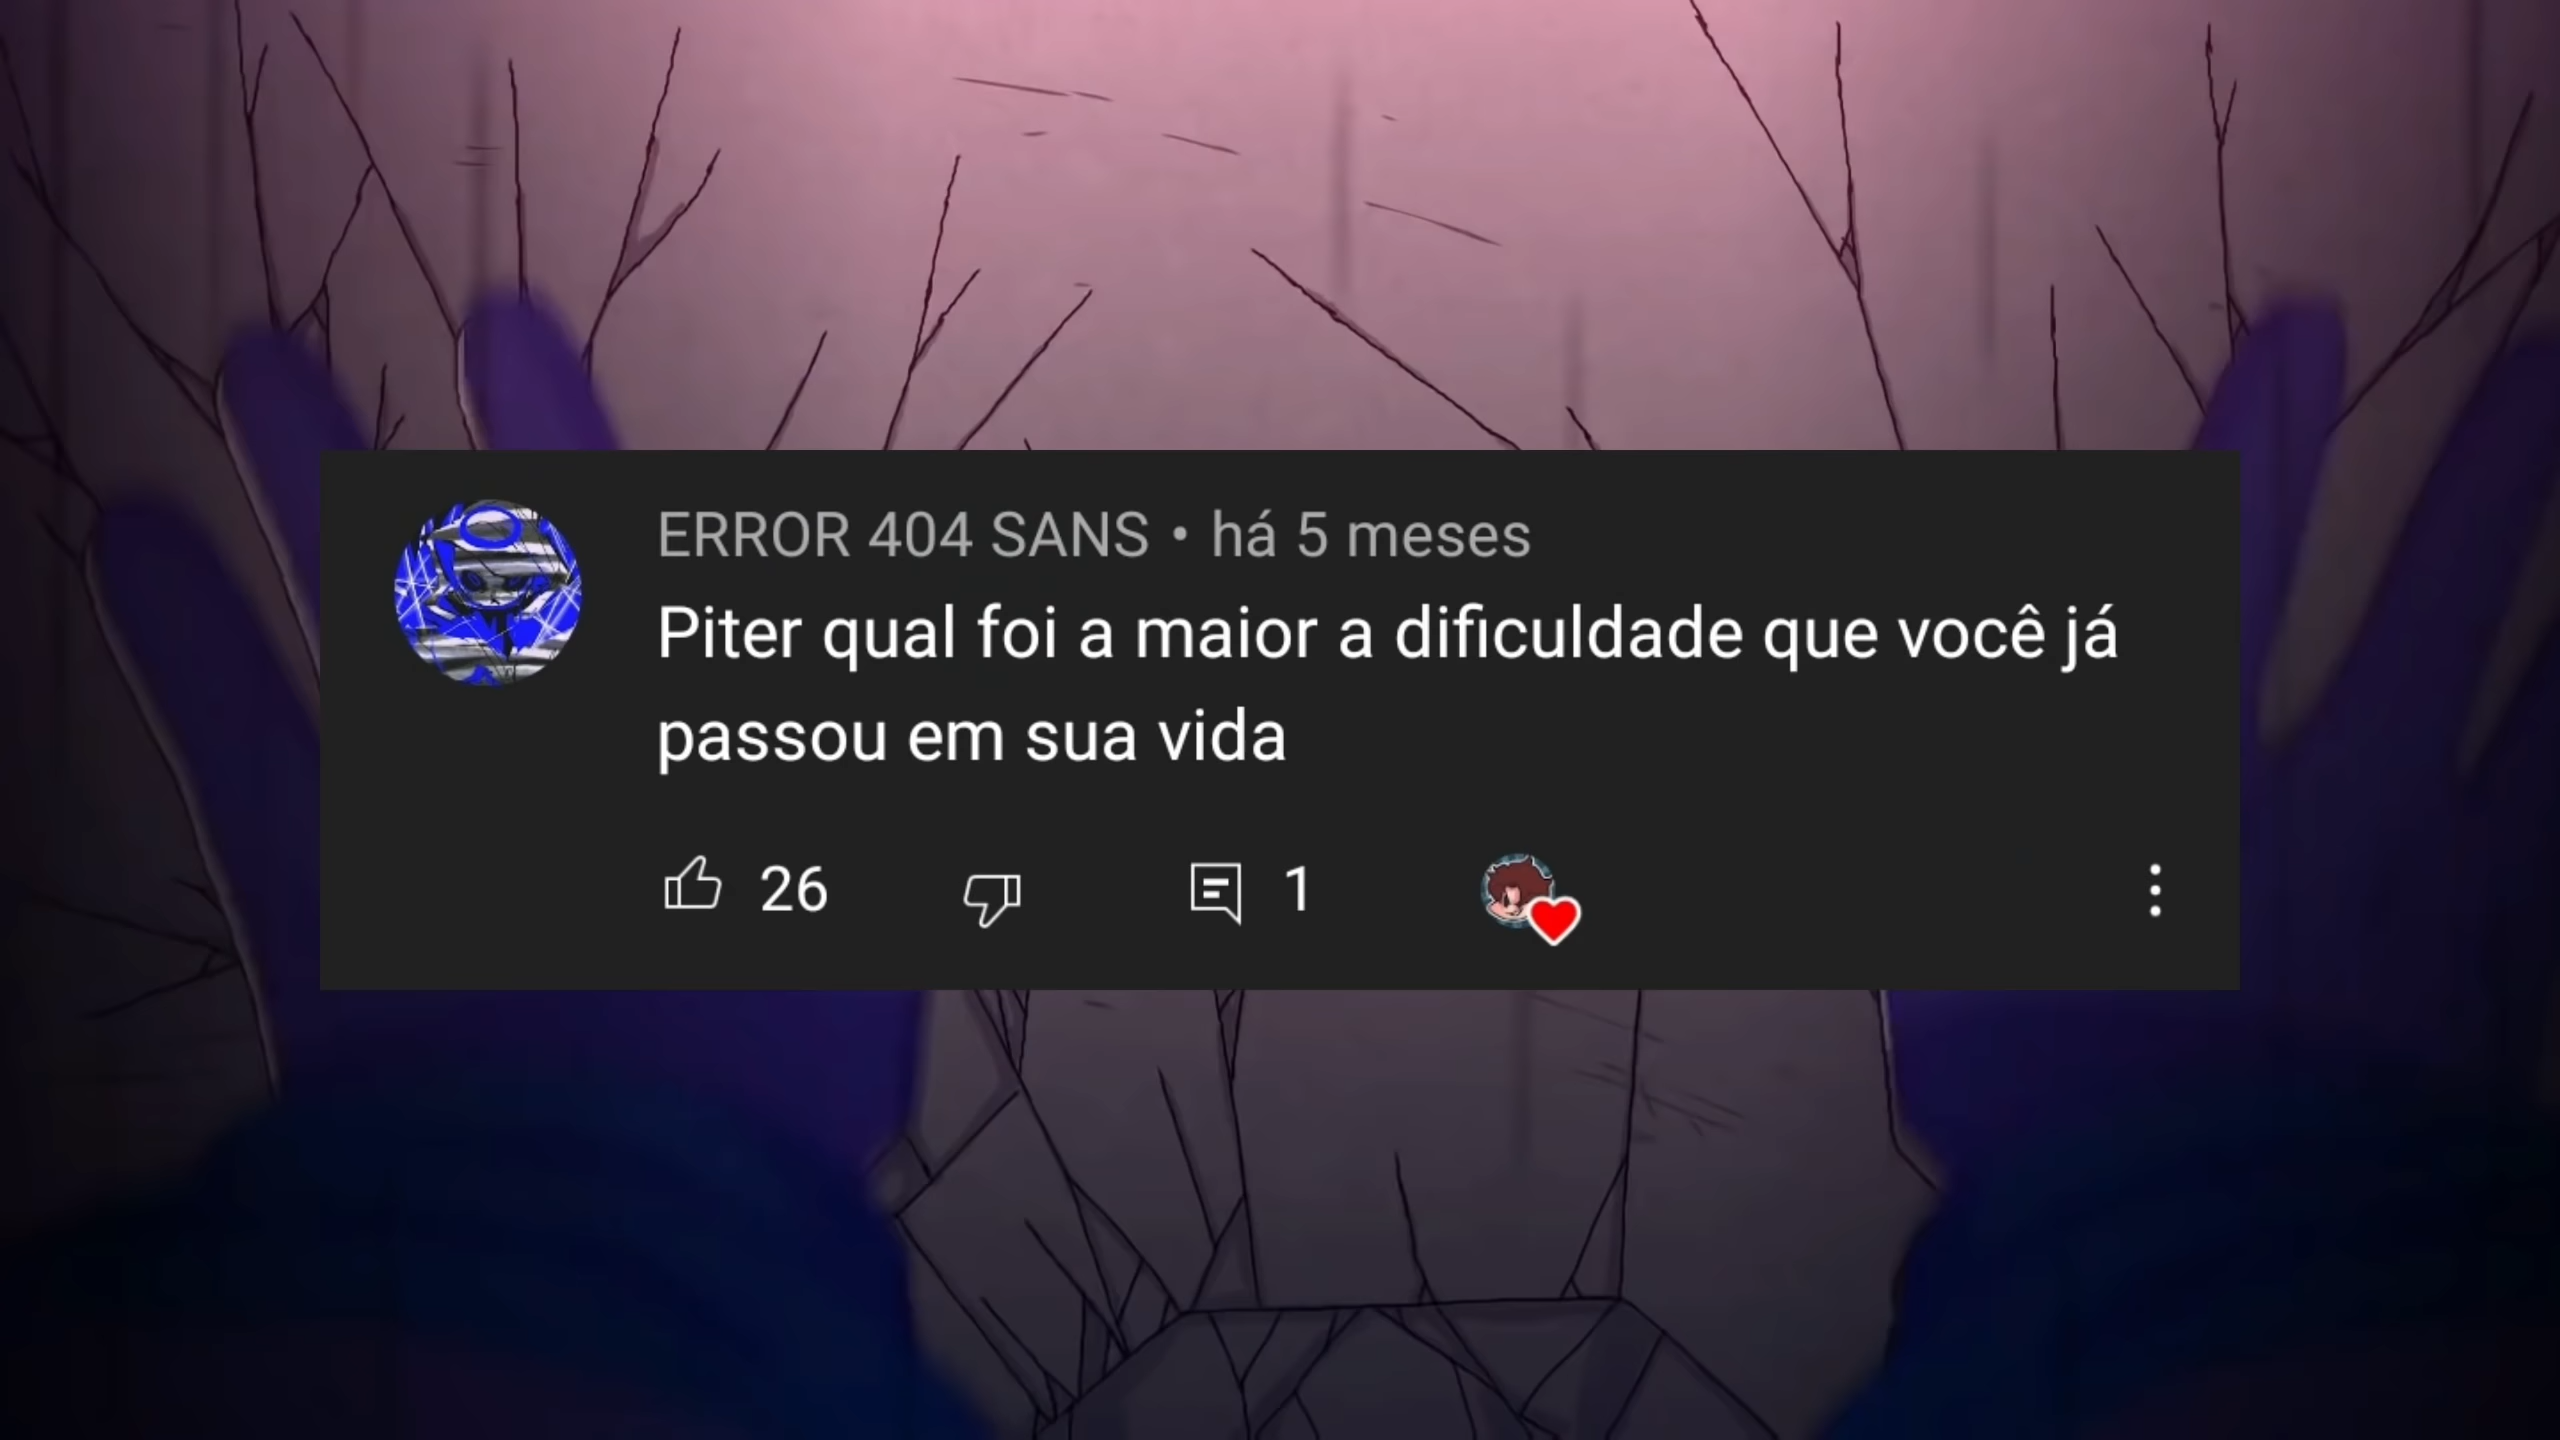 ERROR 404 SANS • há 5 meses
Piter qual foi a maior a dificuldade que você já
passou em sua vida
26 1